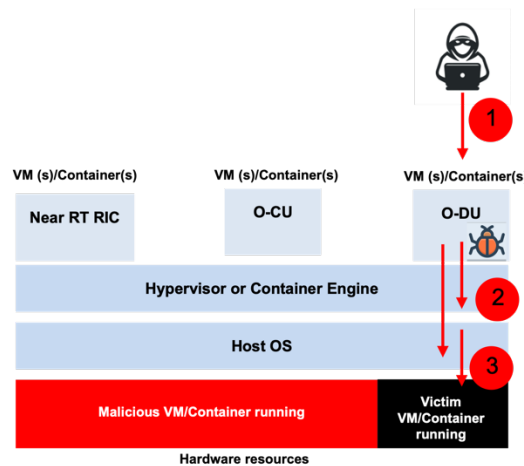 1
VM (s)/Container(s)
VM (s)/Container(s)
VM (s)/Container(s
Near RT RIC
O-CU
O-DU
Hypervisor or Container Engine
2
Host OS
3
Malicious VM/Container running
Victim
VM/Container
running
Hardware resources